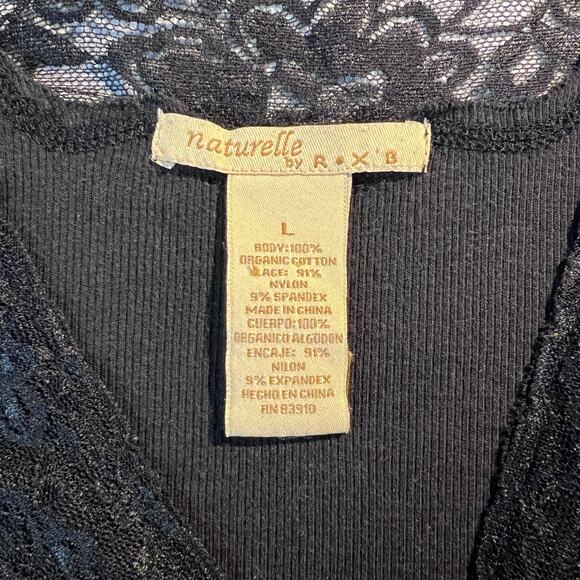 naturelle
by R•X'B
L
BODY:100%
ORGANIC COTTON
LACE: 91%
NYLON
9% SPANDEX
MADE IN CHINA
CUERPO:100%
ORGANICO ALGODON
ENCAJE: 91%
NILON
9% EXPANDEX
HECHO EN CHINA
RN 83910